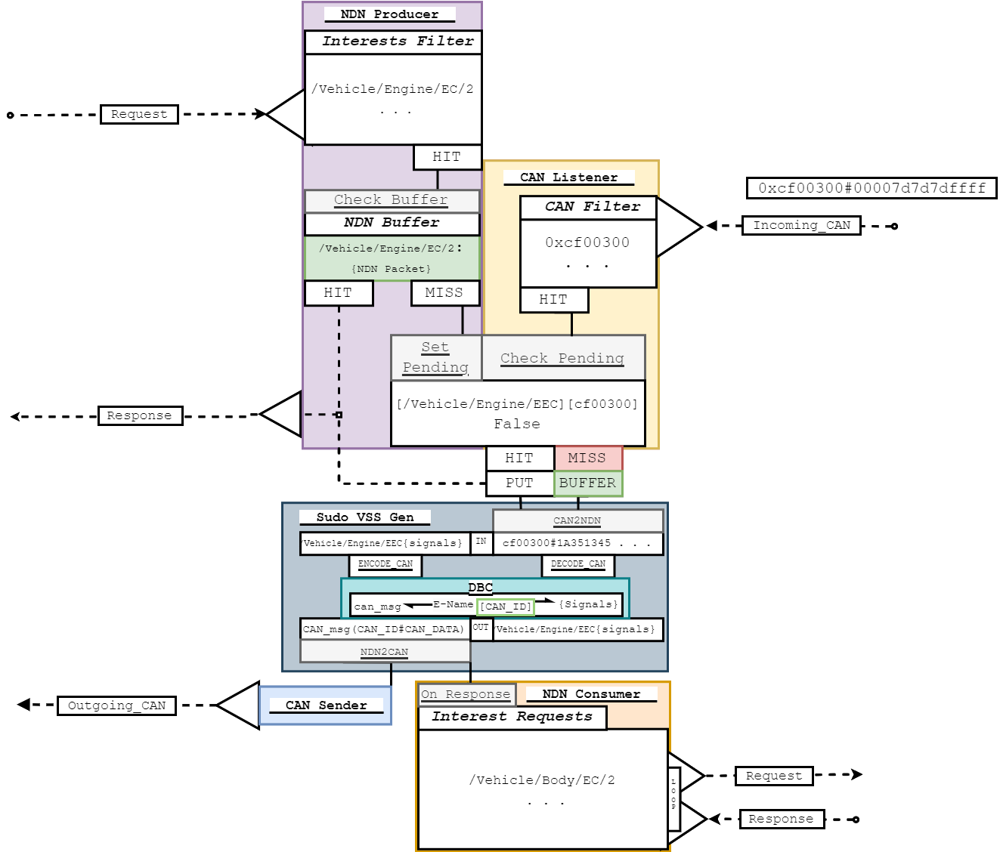 NDN Producer
Interests Filter
/Vehicle/Engine/EC/2
. . .
Request
HIT
CAN Listener
0xcf00300#00007d7d7dffff
Check Buffer
CAN Filter
NDN Buffer
Incoming_CAN
/Vehicle/Engine/EC/2:
{NDN Packet}
0xcf00300
. . .
HIT
MISS
HIT
Set
Pending
Check Pending
[/Vehicle/Engine/EEC][cf00300]
False
Response
HIT
MISS
PUT
BUFFER
Sudo VSS Gen
CAN2NDN
/Vehicle/Engine/EEC{signals}
IN
cf00300#1A351345 . . .
ENCODE_CAN
DECODE_CAN
DBC
can_msg
E-Name
[CAN_ID]
{Signals}
CAN_msg(CAN_ID#CAN_DATA)
OUT
/Vehicle/Engine/EEC{signals}
NDN2CAN
On Response
NDN Consumer
Outgoing_CAN
CAN Sender
Interest Requests
/Vehicle/Body/EC/2
. . .
Request
LOOP
Response